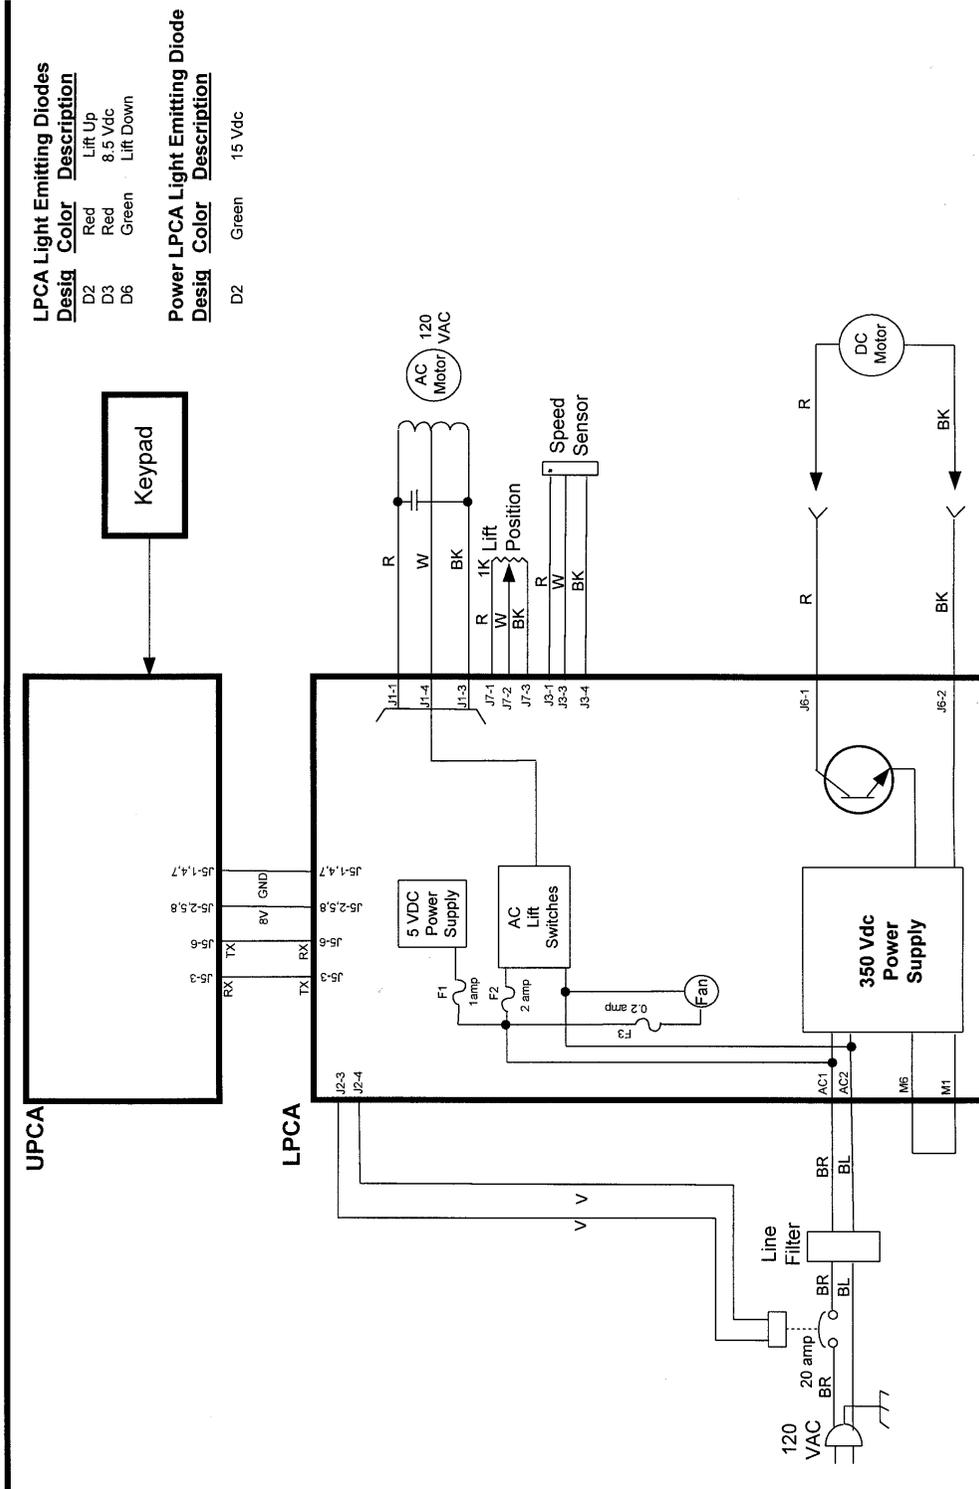 LPCA Light Emitting Diodes
Desig Color Description
D2 Red Lift Up
D3 Red 8.5 Vdc
D6 Green Lift Down
Power LPCA Light Emitting Diode
Desig Color Description
D2 Green 15 Vdc
Keypad
UPCA
J5-3
J5-6
J5-2,5,8
J5-1,4,7
RX
TX
8V
GND
TX
RX
J5-3
J5-6
J5-2,5,8
J5-1,4,7
LPCA
J2-3
J2-4
V
V
5 VDC
Power
Supply
F1
1amp
F2
2 amp
AC
Lift
Switches
F3
0.2 amp
Fan
J1-1
J1-4
J1-3
R
W
BK
AC
Motor
120
VAC
J7-1
J7-2
J7-3
R
W
BK
1K
Lift
Position
J3-1
J3-3
J3-4
R
W
BK
Speed
Sensor
J6-1
J6-2
R
BK
R
BK
DC
Motor
350 Vdc
Power
Supply
AC1
AC2
M6
M1
BR
BL
Line
Filter
BR
BL
20 amp
BR
120
VAC